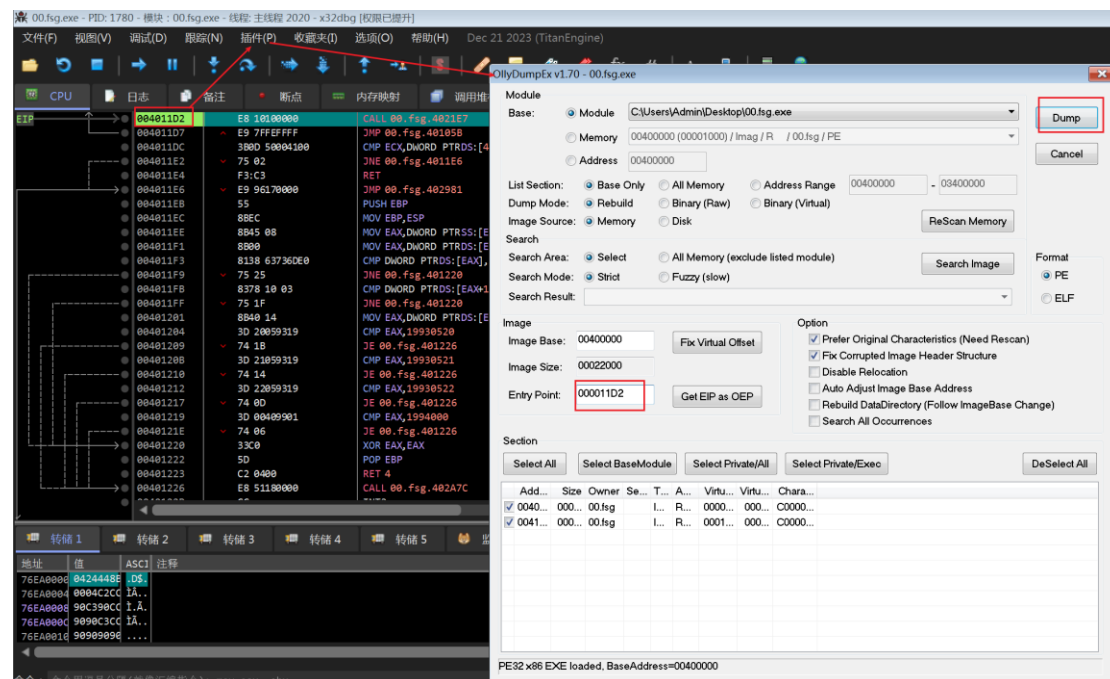 00.fsg.exe - PID: 1780 - 模块：00.fsg.exe - 线程: 主线程 2020 - x32dbg [权限已提升]
文件(F) 视图(V) 调试(D) 跟踪(N) 插件(P) 收藏夹(I) 选项(O) 帮助(H) Dec 21 2023 (TitanEngine)
CPU 日志 备注 断点 内存映射 调用堆
EIP 004011D2 E8 10100000 CALL 00.fsg.4021E7
004011D7 E9 7FFEFFFF JMP 00.fsg.40105B
004011DC 3B0D 50004100 CMP ECX,DWORD PTRDS:[4
004011E2 75 02 JNE 00.fsg.4011E6
004011E4 F3:C3 RET
004011E6 E9 96170000 JMP 00.fsg.402981
004011EB 55 PUSH EBP
004011EC 8BEC MOV EBP,ESP
004011EE 8B45 08 MOV EAX,DWORD PTRSS:[E
004011F1 8B00 MOV EAX,DWORD PTRDS:[E
004011F3 8138 63736DE0 CMP DWORD PTRDS:[EAX],
004011F9 75 25 JNE 00.fsg.401220
004011FB 8378 10 03 CMP DWORD PTRDS:[EAX+1
004011FF 75 1F JNE 00.fsg.401220
00401201 8B40 14 MOV EAX,DWORD PTRDS:[E
00401204 3D 20059319 CMP EAX,19930520
00401209 74 1B JE 00.fsg.401226
0040120B 3D 21059319 CMP EAX,19930521
00401210 74 14 JE 00.fsg.401226
00401212 3D 22059319 CMP EAX,19930522
00401217 74 0D JE 00.fsg.401226
00401219 3D 00409901 CMP EAX,1994000
0040121E 74 06 JE 00.fsg.401226
00401220 33C0 XOR EAX,EAX
00401222 5D POP EBP
00401223 C2 0400 RET 4
00401226 E8 51180000 CALL 00.fsg.402A7C
转储 1 转储 2 转储 3 转储 4 转储 5
地址 值 ASCI 注释
76EA0000 0424448B .D$.
76EA0004 0004C2CC ÌÂ..
76EA0008 90C390CC Ì.Ã.
76EA000C 9090C3CC ÌÃ..
76EA0010 90909090 ....
OllyDumpEx v1.70 - 00.fsg.exe
Module
Base: Module C:\Users\Admin\Desktop\00.fsg.exe
Dump
Memory 00400000 (00001000) / Imag / R / 00.fsg / PE
Address 00400000
Cancel
List Section: Base Only All Memory Address Range 00400000 - 03400000
Dump Mode: Rebuild Binary (Raw) Binary (Virtual)
Image Source: Memory Disk
ReScan Memory
Search
Search Area: Select All Memory (exclude listed module)
Search Image
Search Mode: Strict Fuzzy (slow)
Search Result:
Format
PE
ELF
Image
Image Base: 00400000
Fix Virtual Offset
Image Size: 00022000
Entry Point: 000011D2
Get EIP as OEP
Option
Prefer Original Characteristics (Need Rescan)
Fix Corrupted Image Header Structure
Disable Relocation
Auto Adjust Image Base Address
Rebuild DataDirectory (Follow ImageBase Change)
Search All Occurrences
Section
Select All Select BaseModule Select Private/All Select Private/Exec DeSelect All
Add... Size Owner Se... T... A... Virtu... Virtu... Chara...
0040... 000... 00.fsg I... R... 0000... 000... C0000...
0041... 000... 00.fsg I... R... 0001... 000... C0000...
PE32 x86 EXE loaded, BaseAddress=00400000